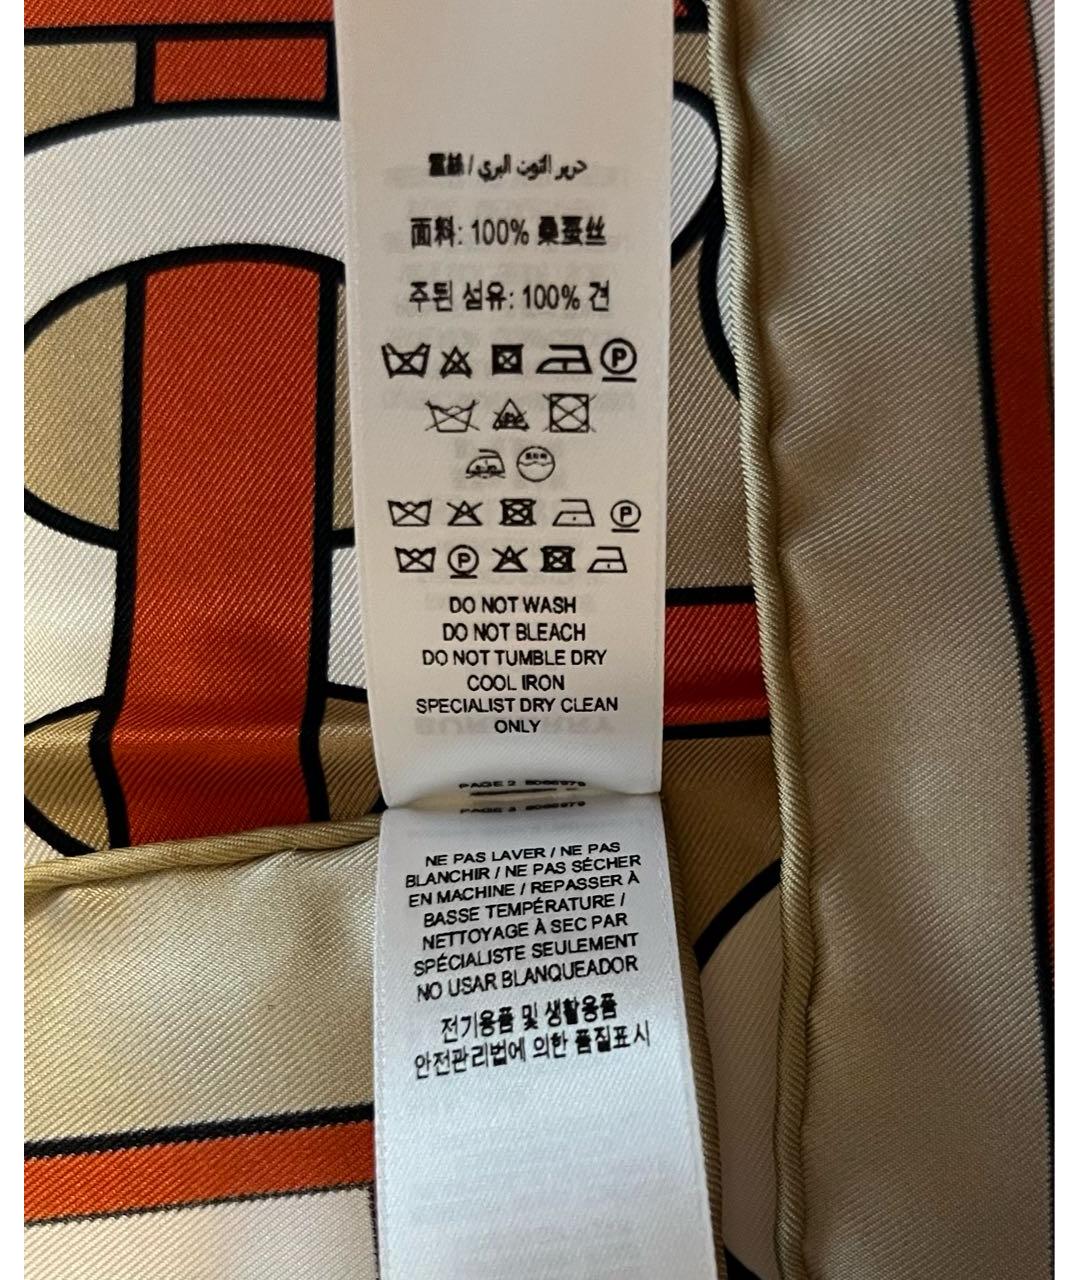 حرير التوت البري / 蠶絲
面料: 100% 桑蚕丝
주된 섬유: 100% 견
DO NOT WASH
DO NOT BLEACH
DO NOT TUMBLE DRY
COOL IRON
SPECIALIST DRY CLEAN
ONLY
PAGE 2
PAGE 3
NE PAS LAVER / NE PAS
BLANCHIR / NE PAS SÉCHER
EN MACHINE / REPASSER À
BASSE TEMPÉRATURE /
NETTOYAGE À SEC PAR
SPÉCIALISTE SEULEMENT
NO USAR BLANQUEADOR
전기용품 및 생활용품
안전관리법에 의한 품질표시